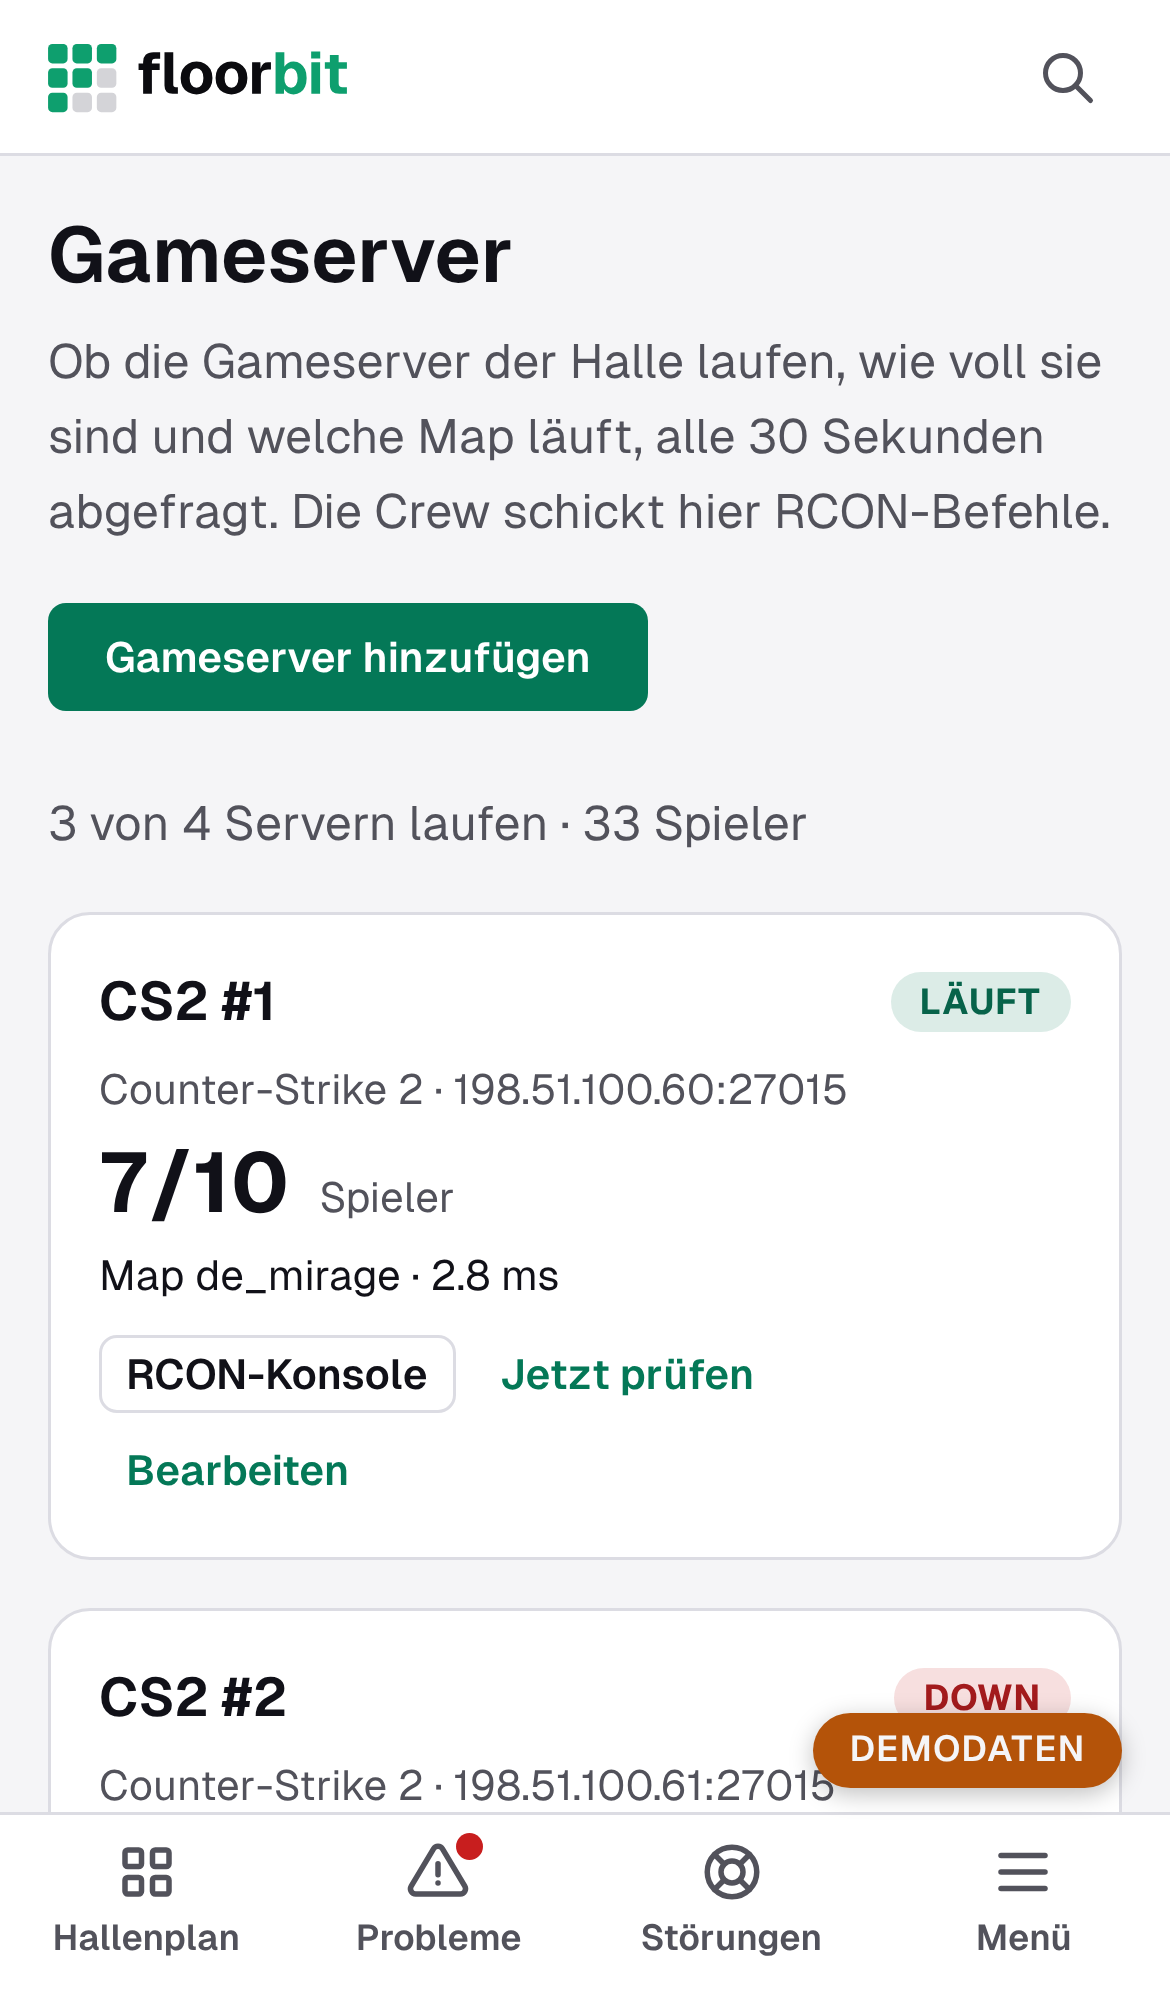 floorbit
Gameserver
Ob die Gameserver der Halle laufen, wie voll sie
sind und welche Map läuft, alle 30 Sekunden
abgefragt. Die Crew schickt hier RCON-Befehle.
Gameserver hinzufügen
3 von 4 Servern laufen · 33 Spieler
CS2 #1
LÄUFT
Counter-Strike 2 · 198.51.100.60:27015
7/10 Spieler
Map de_mirage · 2.8 ms
RCON-Konsole
Jetzt prüfen
Bearbeiten
CS2 #2
DOWN
DEMODATEN
Counter-Strike 2 · 198.51.100.61:27015
Hallenplan
Probleme
Störungen
Menü